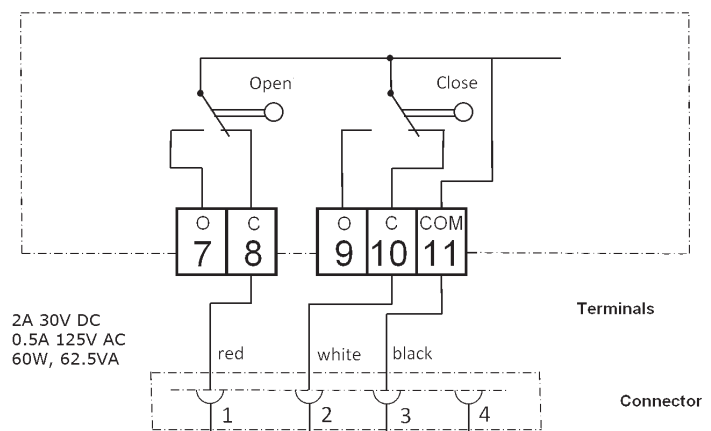 Open
Close
O C O C COM
7 8 9 10 11
2A 30V DC
0.5A 125V AC
60W, 62.5VA
Terminals
red white black
Connector
1 2 3 4